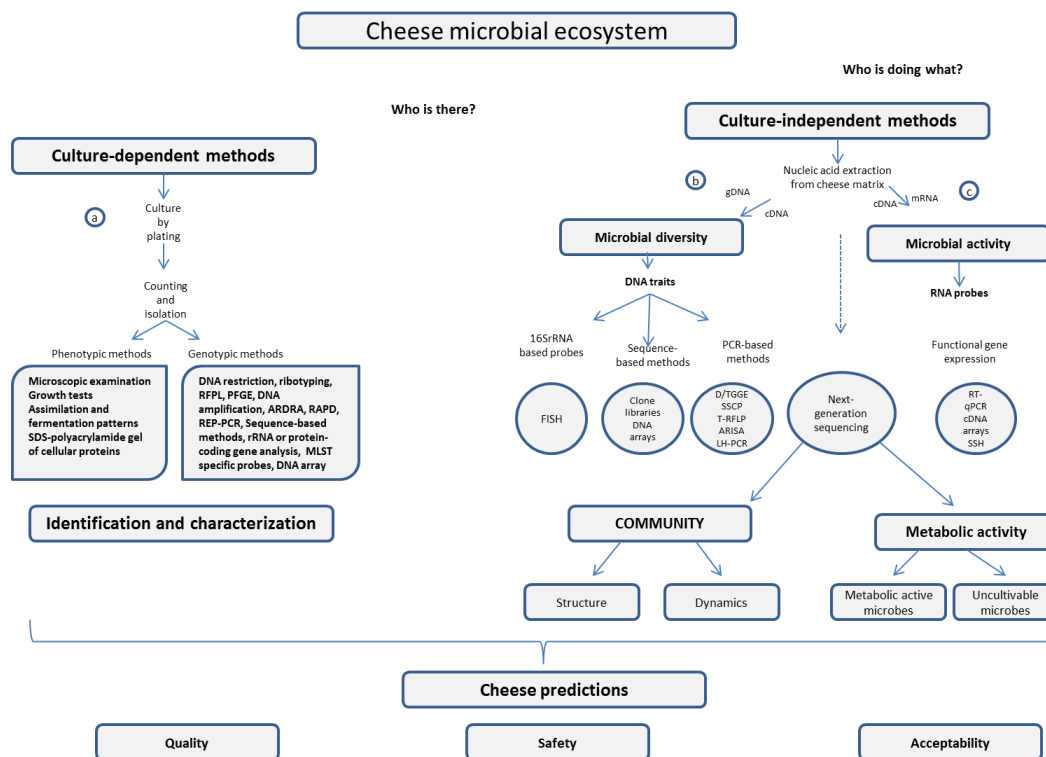 Cheese microbial ecosystem
Who is doing what?
Who is there?
Culture-independent methods
Culture-dependent methods
Nucleic acid extraction
from cheese matrix
b
c
gDNA
cDNA
cDNA
mRNA
a
Culture
by
plating
Microbial diversity
Microbial activity
DNA traits
RNA probes
Counting
and
isolation
16SrRNA
based probes
Sequence-
based methods
PCR-based
methods
Functional gene
expression
Phenotypic methods
Genotypic methods
Microscopic examination
Growth tests
Assimilation and
fermentation patterns
SDS-polyacrylamide gel
of cellular proteins
DNA restriction, ribotyping,
RFPL, PFGE, DNA
amplification, ARDRA, RAPD,
REP-PCR, Sequence-based
methods, rRNA or protein-
coding gene analysis, MLST
specific probes, DNA array
FISH
Clone
libraries
DNA
arrays
D/TGGE
SSCP
T-RFLP
ARISA
LH-PCR
Next-
generation
sequencing
RT-
qPCR
cDNA
arrays
SSH
Identification and characterization
COMMUNITY
Metabolic activity
Structure
Dynamics
Metabolic active
microbes
Uncultivable
microbes
Cheese predictions
Quality
Safety
Acceptability